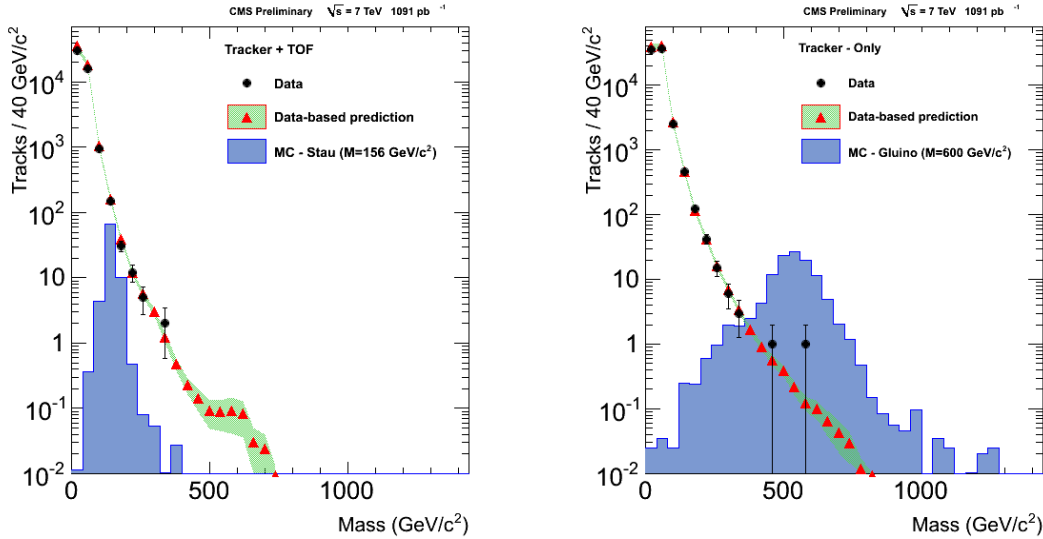 CMS Preliminary √s = 7 TeV 1091 pb⁻¹
Tracks / 40 GeV/c²
Tracker + TOF
Data
Data-based prediction
MC - Stau (M=156 GeV/c²)
10⁴
10³
10²
10
1
10⁻¹
10⁻²
0 500 1000
Mass (GeV/c²)
CMS Preliminary √s = 7 TeV 1091 pb⁻¹
Tracks / 40 GeV/c²
Tracker - Only
Data
Data-based prediction
MC - Gluino (M=600 GeV/c²)
10⁴
10³
10²
10
1
10⁻¹
10⁻²
0 500 1000
Mass (GeV/c²)